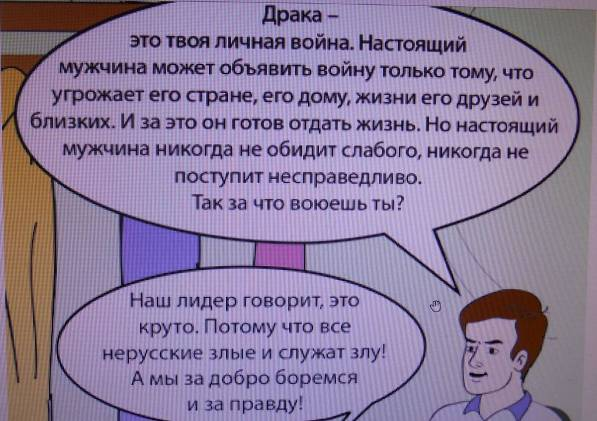 Драка –
это твоя личная война. Настоящий
мужчина может объявить войну только тому, что
угрожает его стране, его дому, жизни его друзей и
близких. И за это он готов отдать жизнь. Но настоящий
мужчина никогда не обидит слабого, никогда не
поступит несправедливо.
Так за что воюешь ты?
Наш лидер говорит, это
круто. Потому что все
нерусские злые и служат злу!
А мы за добро боремся
и за правду!